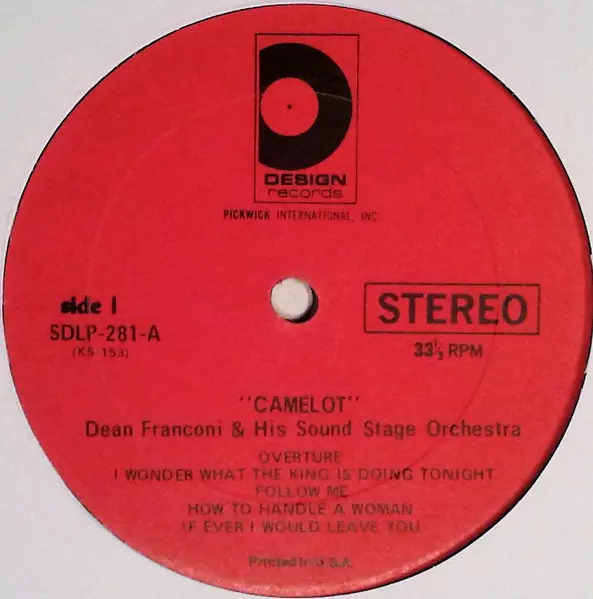 DESIGN
records
PICKWICK INTERNATIONAL, INC.
side 1
SDLP-281-A
(KS 153)
STEREO
33⅓ RPM
"CAMELOT"
Dean Franconi & His Sound Stage Orchestra
OVERTURE
I WONDER WHAT THE KING IS DOING TONIGHT
FOLLOW ME
HOW TO HANDLE A WOMAN
IF EVER I WOULD LEAVE YOU
Printed in U.S.A.